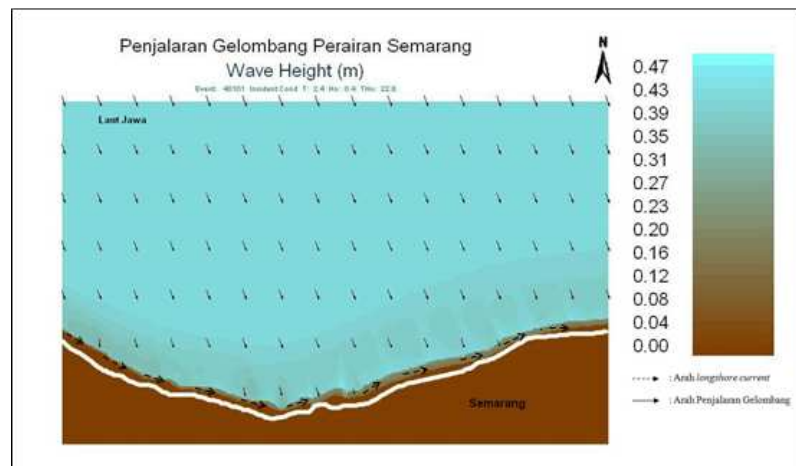 Penjalaran Gelombang Perairan Semarang
Wave Height (m)
N
Laut Jawa
Semarang
0.47
0.43
0.39
0.35
0.31
0.27
0.23
0.20
0.16
0.12
0.08
0.04
0.00
: Arah longshore current
: Arah Penjalaran Gelombang